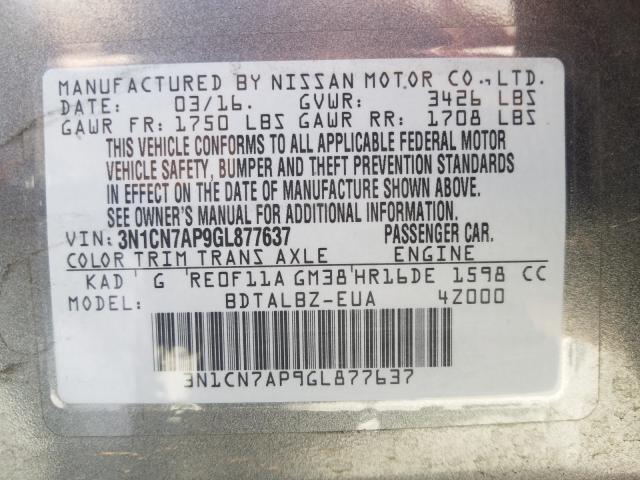 MANUFACTURED BY NISSAN MOTOR CO., LTD.
DATE: 03/16. GVWR: 3426 LBS
GAWR FR: 1750 LBS GAWR RR: 1708 LBS
THIS VEHICLE CONFORMS TO ALL APPLICABLE FEDERAL MOTOR
VEHICLE SAFETY, BUMPER AND THEFT PREVENTION STANDARDS
IN EFFECT ON THE DATE OF MANUFACTURE SHOWN ABOVE.
SEE OWNER'S MANUAL FOR ADDITIONAL INFORMATION.
VIN: 3N1CN7AP9GL877637 PASSENGER CAR.
COLOR TRIM TRANS AXLE ENGINE
KAD G RE0F11A GM38 HR16DE 1598 CC
MODEL: BDTALBZ-EUA 4Z000
3N1CN7AP9GL877637